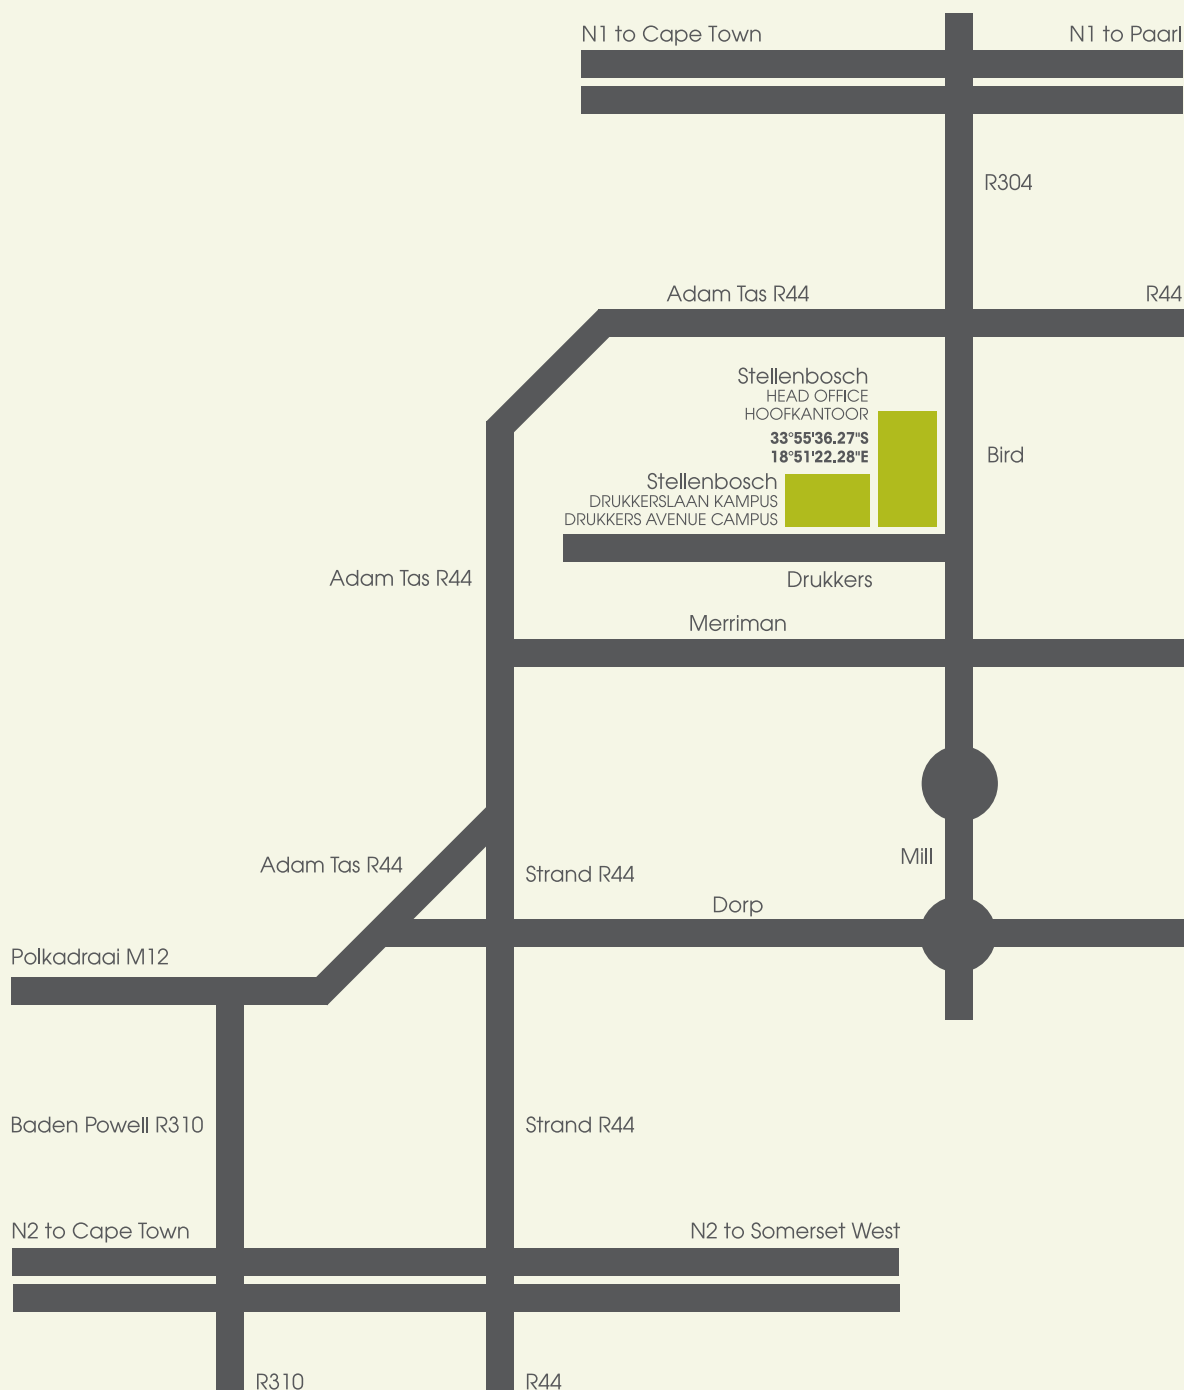 N1 to Cape Town
N1 to Paarl
R304
Adam Tas R44
R44
Stellenbosch
HEAD OFFICE
HOOFKANTOOR
33°55'36.27"S
18°51'22.28"E
Bird
Stellenbosch
DRUKKERSLAAN KAMPUS
DRUKKERS AVENUE CAMPUS
Adam Tas R44
Drukkers
Merriman
Adam Tas R44
Strand R44
Mill
Dorp
Polkadraai M12
Baden Powell R310
Strand R44
N2 to Cape Town
N2 to Somerset West
R310
R44